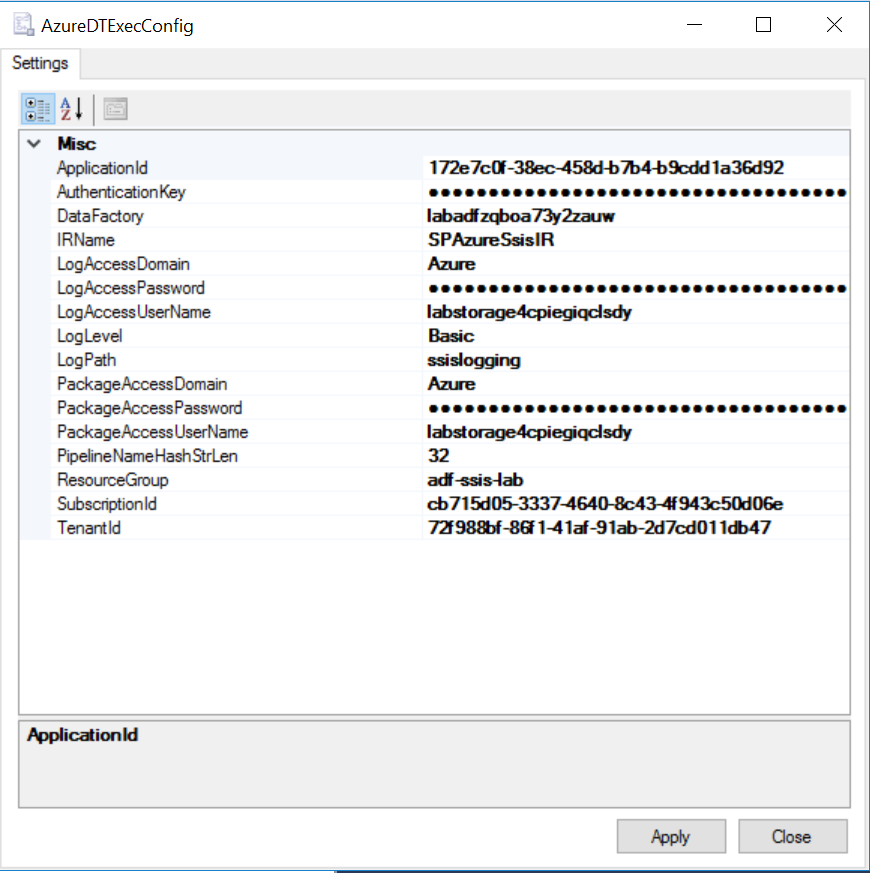 AzureDTExecConfig
Settings
Misc
ApplicationId 172e7c0f-38ec-458d-b7b4-b9cdd1a36d92
AuthenticationKey ●●●●●●●●●●●●●●●●●●●●●●●●●●●●●●●●●●●
DataFactory labadfzqboa73y2zauw
IRName SPAzureSsisIR
LogAccessDomain Azure
LogAccessPassword ●●●●●●●●●●●●●●●●●●●●●●●●●●●●●●●●●●●
LogAccessUserName labstorage4cpiegiqclsdy
LogLevel Basic
LogPath ssislogging
PackageAccessDomain Azure
PackageAccessPassword ●●●●●●●●●●●●●●●●●●●●●●●●●●●●●●●●●●●
PackageAccessUserName labstorage4cpiegiqclsdy
PipelineNameHashStrLen 32
ResourceGroup adf-ssis-lab
SubscriptionId cb715d05-3337-4640-8c43-4f943c50d06e
TenantId 72f988bf-86f1-41af-91ab-2d7cd011db47
ApplicationId
Apply Close